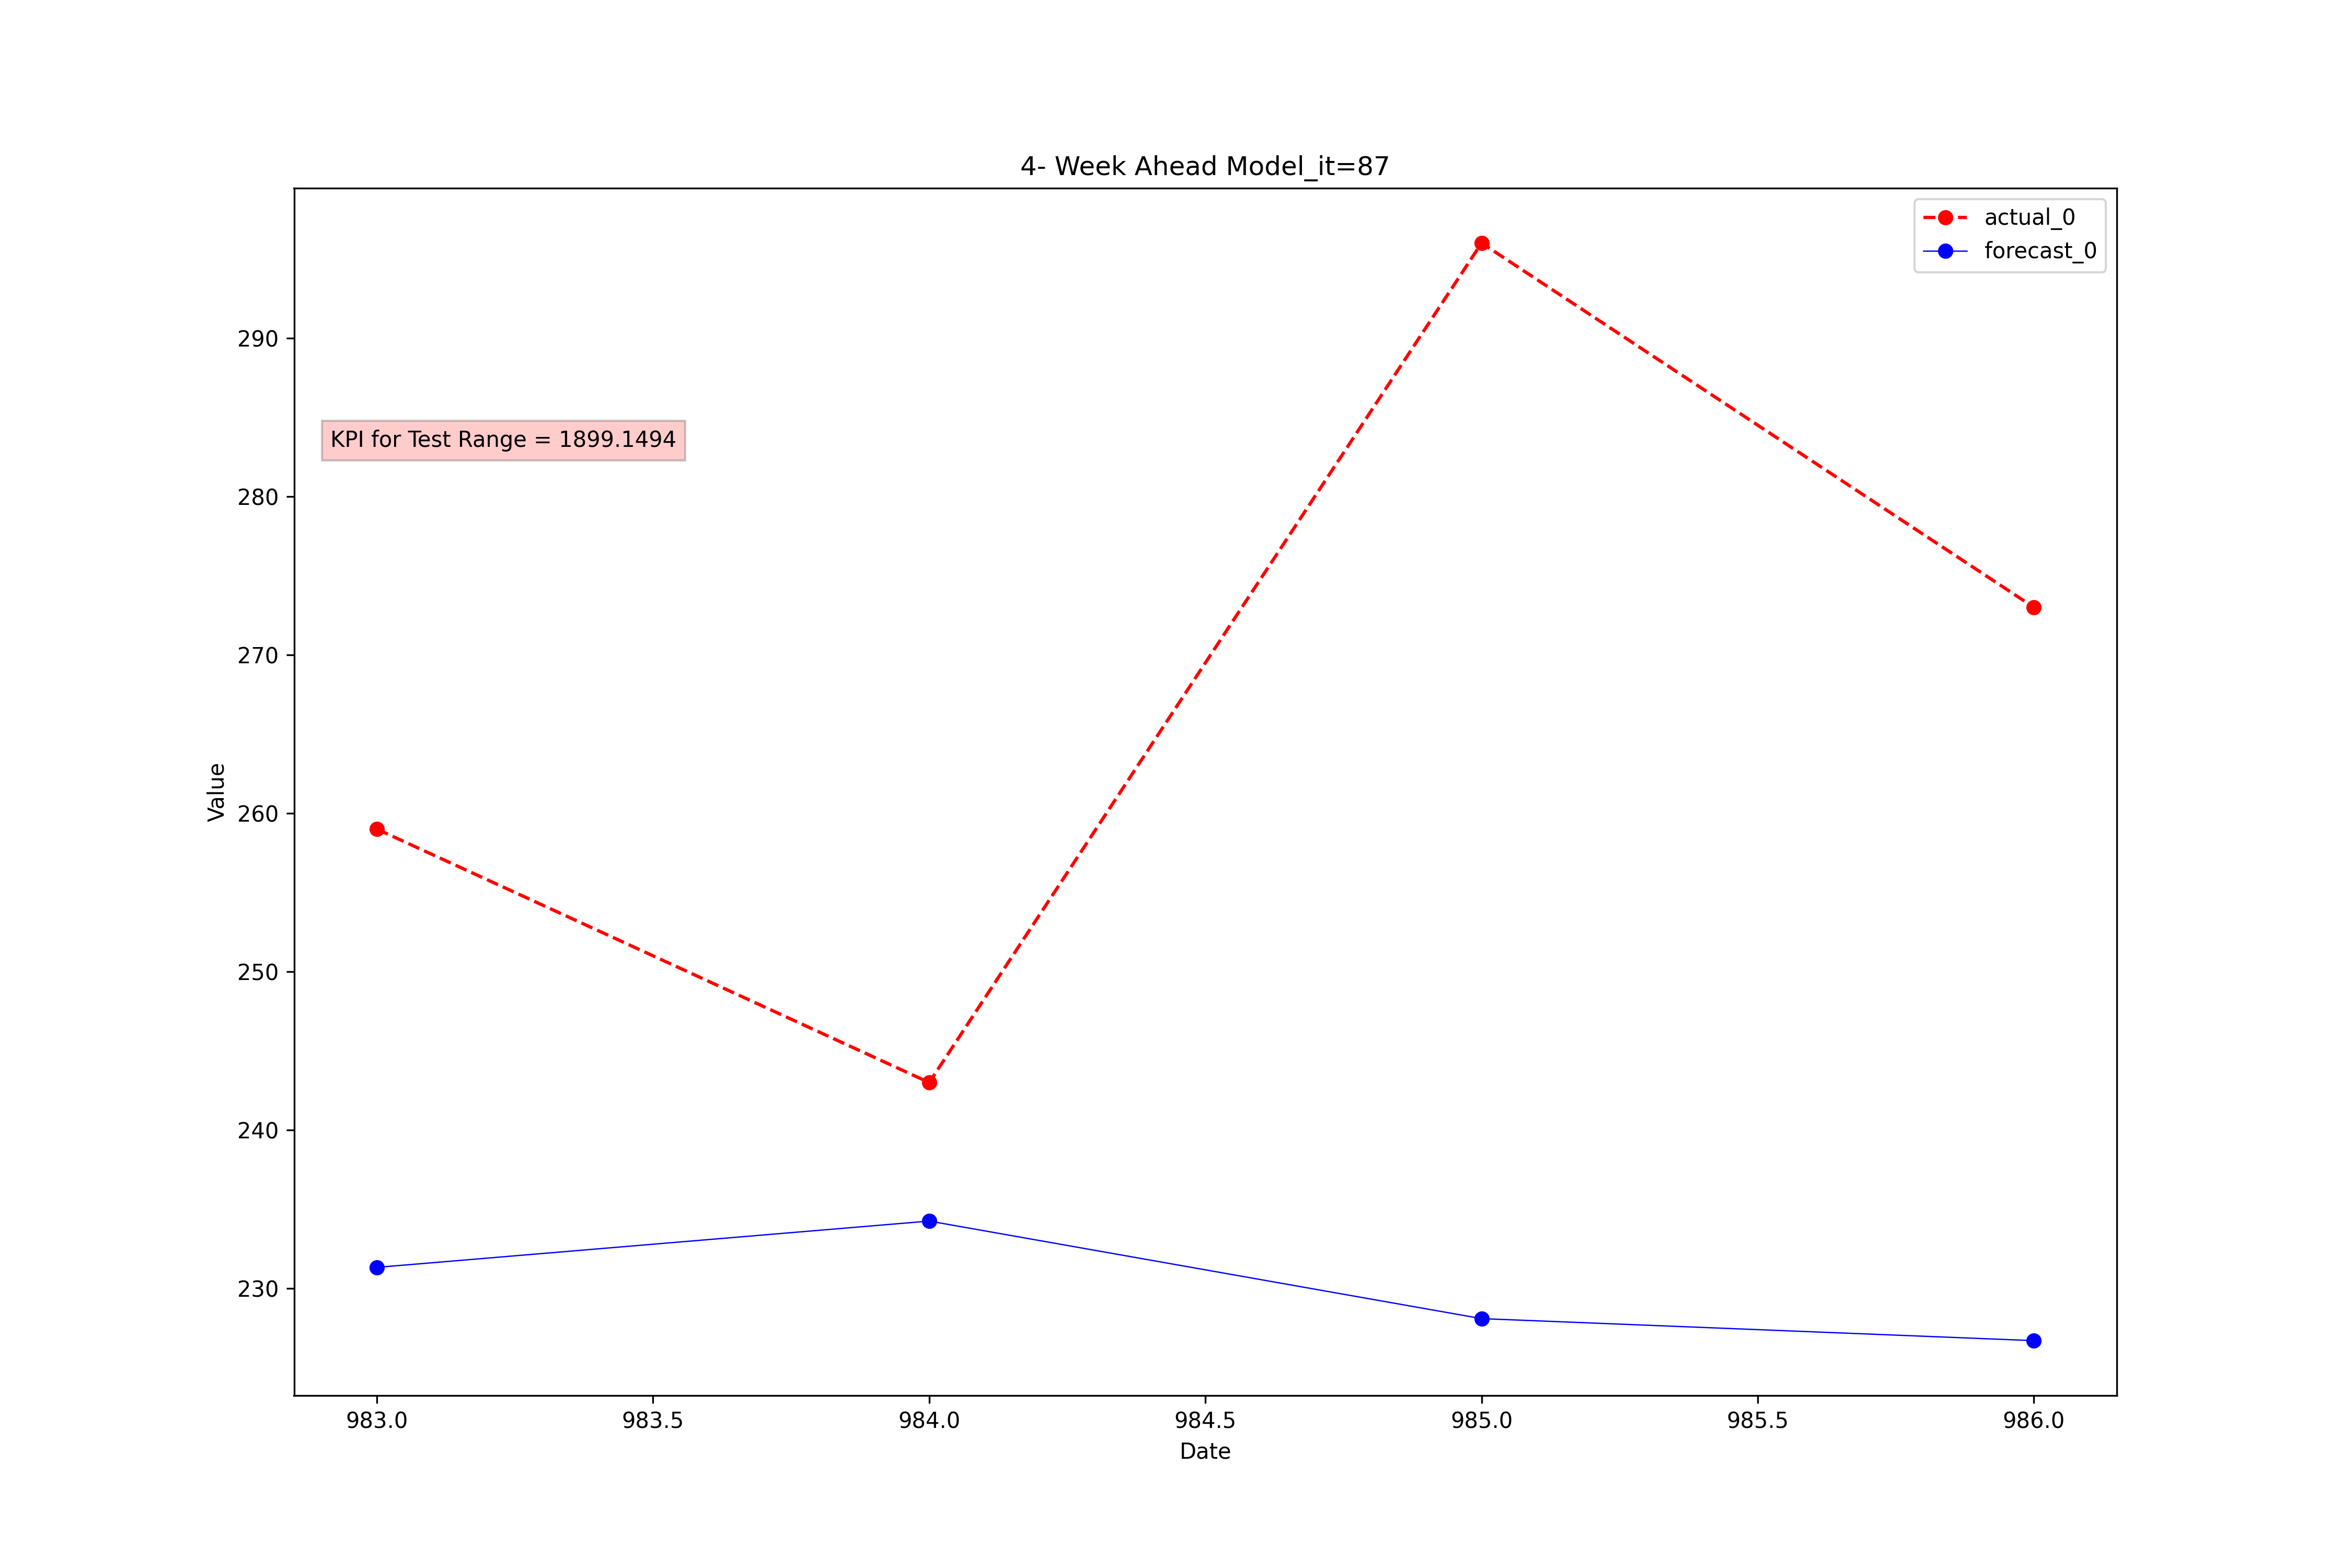 4- Week Ahead Model_it=87
actual_0
forecast_0
290
KPI for Test Range = 1899.1494
280
270
Value
260
250
240
230
983.0 983.5 984.0 984.5 985.0 985.5 986.0
Date